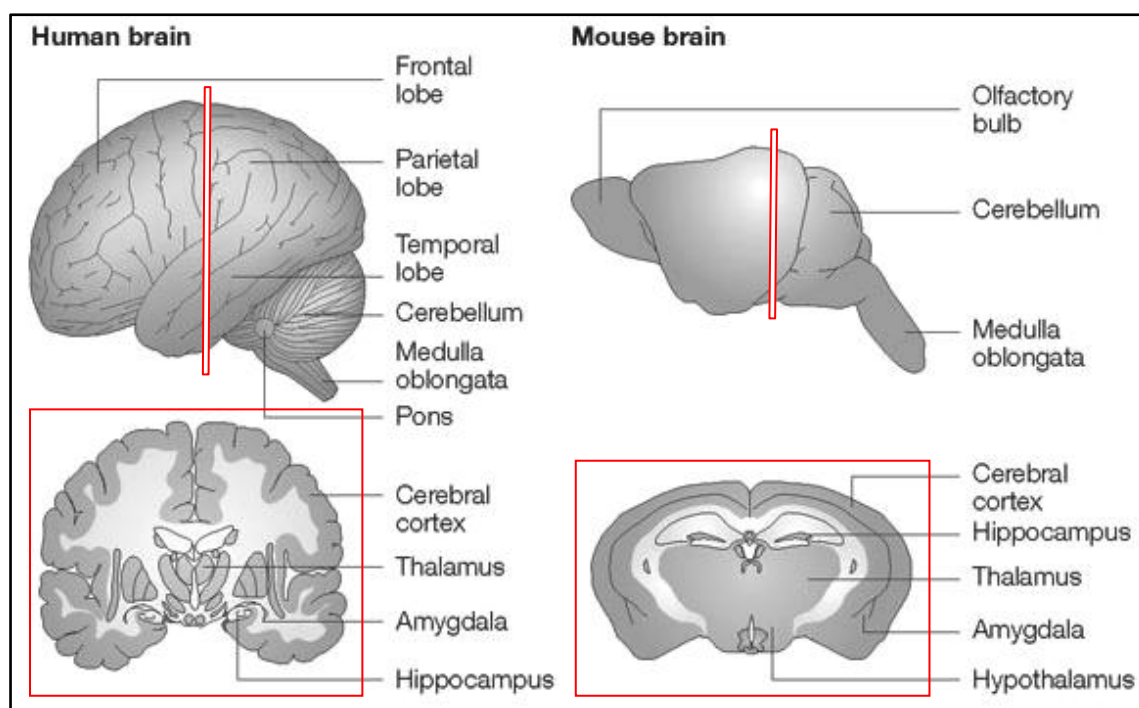 Human brain
Frontal
lobe
Parietal
lobe
Temporal
lobe
Cerebellum
Medulla
oblongata
Pons
Cerebral
cortex
Thalamus
Amygdala
Hippocampus
Mouse brain
Olfactory
bulb
Cerebellum
Medulla
oblongata
Cerebral
cortex
Hippocampus
Thalamus
Amygdala
Hypothalamus